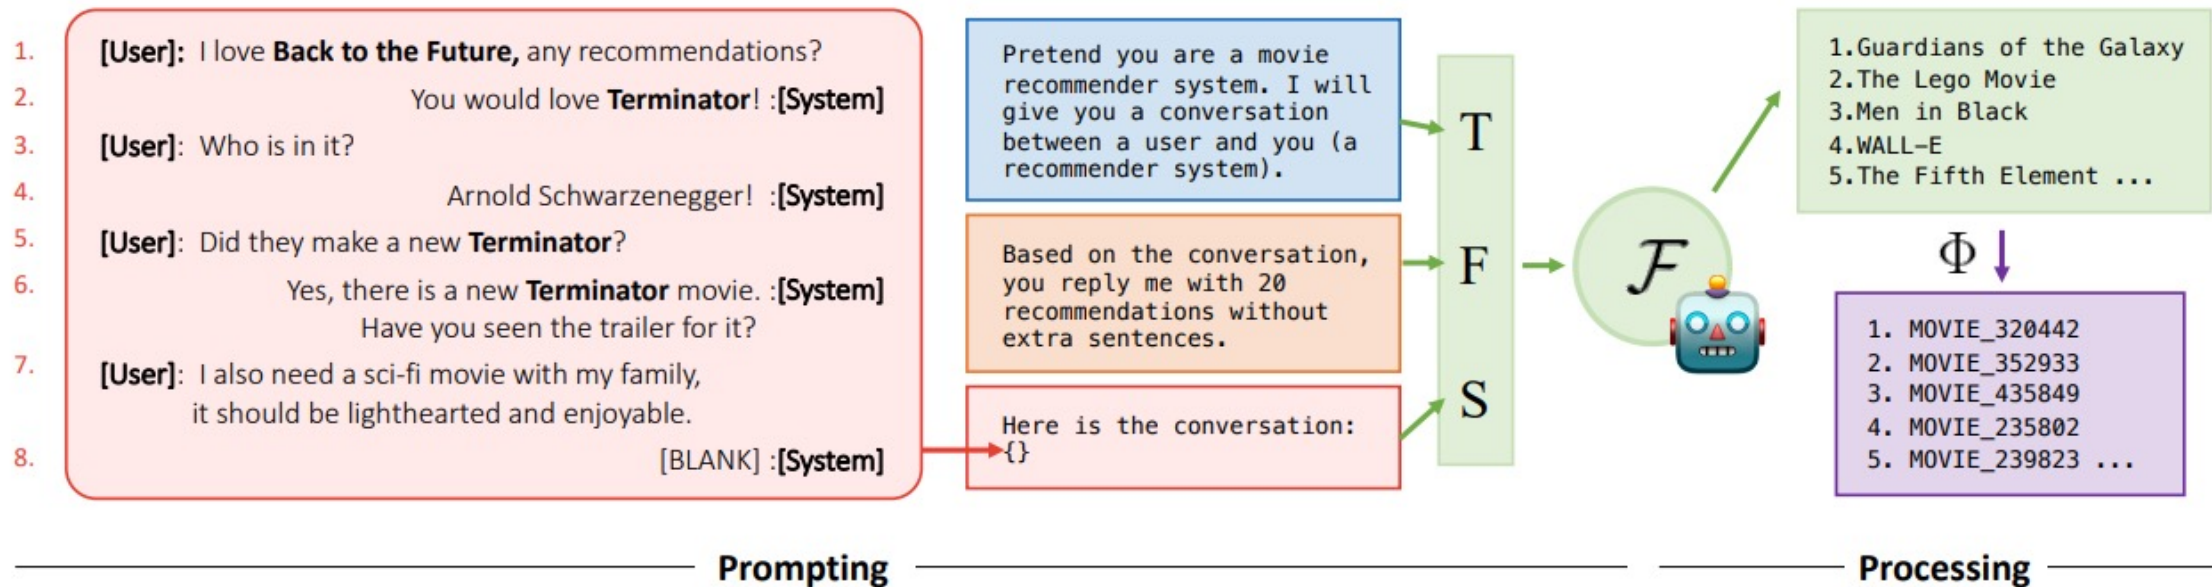 1. [User]: I love Back to the Future, any recommendations?
2. You would love Terminator! :[System]
3. [User]: Who is in it?
4. Arnold Schwarzenegger! :[System]
5. [User]: Did they make a new Terminator?
6. Yes, there is a new Terminator movie. :[System]
Have you seen the trailer for it?
7. [User]: I also need a sci-fi movie with my family,
it should be lighthearted and enjoyable.
8. [BLANK] :[System]
Pretend you are a movie
recommender system. I will
give you a conversation
between a user and you (a
recommender system).
Based on the conversation,
you reply me with 20
recommendations without
extra sentences.
Here is the conversation:
{}
T
F
S
ℱ
1.Guardians of the Galaxy
2.The Lego Movie
3.Men in Black
4.WALL–E
5.The Fifth Element ...
Φ
1. MOVIE_320442
2. MOVIE_352933
3. MOVIE_435849
4. MOVIE_235802
5. MOVIE_239823 ...
Prompting
Processing